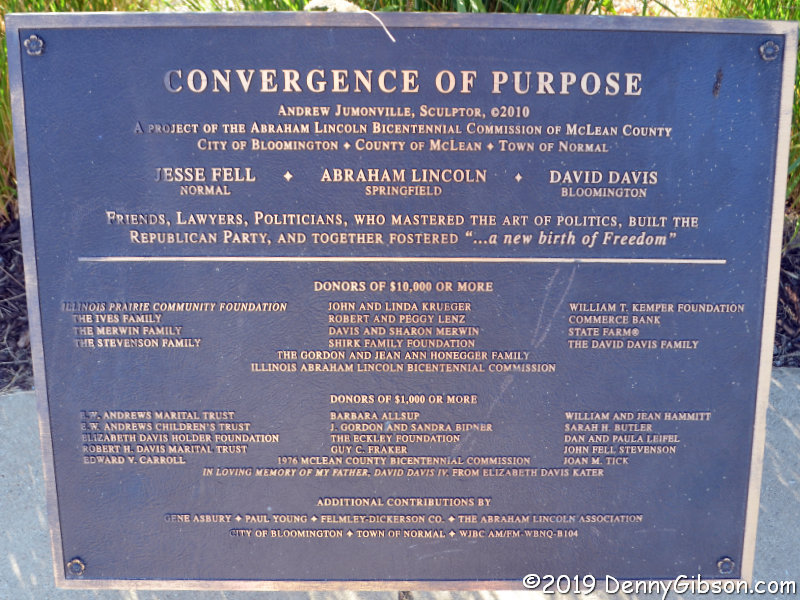 CONVERGENCE OF PURPOSE
ANDREW JUMONVILLE, SCULPTOR, ©2010
A PROJECT OF THE ABRAHAM LINCOLN BICENTENNIAL COMMISSION OF MCLEAN COUNTY
CITY OF BLOOMINGTON ✦ COUNTY OF MCLEAN ✦ TOWN OF NORMAL
JESSE FELL ✦ ABRAHAM LINCOLN ✦ DAVID DAVIS
NORMAL SPRINGFIELD BLOOMINGTON
FRIENDS, LAWYERS, POLITICIANS, WHO MASTERED THE ART OF POLITICS, BUILT THE
REPUBLICAN PARTY, AND TOGETHER FOSTERED "...a new birth of Freedom"
DONORS OF $10,000 OR MORE
ILLINOIS PRAIRIE COMMUNITY FOUNDATION JOHN AND LINDA KRUEGER WILLIAM T. KEMPER FOUNDATION
THE IVES FAMILY ROBERT AND PEGGY LENZ COMMERCE BANK
THE MERWIN FAMILY DAVIS AND SHARON MERWIN STATE FARM®
THE STEVENSON FAMILY SHIRK FAMILY FOUNDATION THE DAVID DAVIS FAMILY
THE GORDON AND JEAN ANN HONEGGER FAMILY
ILLINOIS ABRAHAM LINCOLN BICENTENNIAL COMMISSION
DONORS OF $1,000 OR MORE
E.W. ANDREWS MARITAL TRUST BARBARA ALLSUP WILLIAM AND JEAN HAMMITT
E.W. ANDREWS CHILDREN'S TRUST J. GORDON AND SANDRA BIDNER SARAH H. BUTLER
ELIZABETH DAVIS HOLDER FOUNDATION THE ECKLEY FOUNDATION DAN AND PAULA LEIFEL
ROBERT H. DAVIS MARITAL TRUST GUY C. FRAKER JOHN FELL STEVENSON
EDWARD V. CARROLL 1976 MCLEAN COUNTY BICENTENNIAL COMMISSION JOAN M. TICK
IN LOVING MEMORY OF MY FATHER, DAVID DAVIS IV, FROM ELIZABETH DAVIS KATER
ADDITIONAL CONTRIBUTIONS BY
GENE ASBURY ✦ PAUL YOUNG ✦ FELMLEY-DICKERSON CO. ✦ THE ABRAHAM LINCOLN ASSOCIATION
CITY OF BLOOMINGTON ✦ TOWN OF NORMAL ✦ WJBC AM/FM-WBNQ-B104
©2019 DennyGibson.com